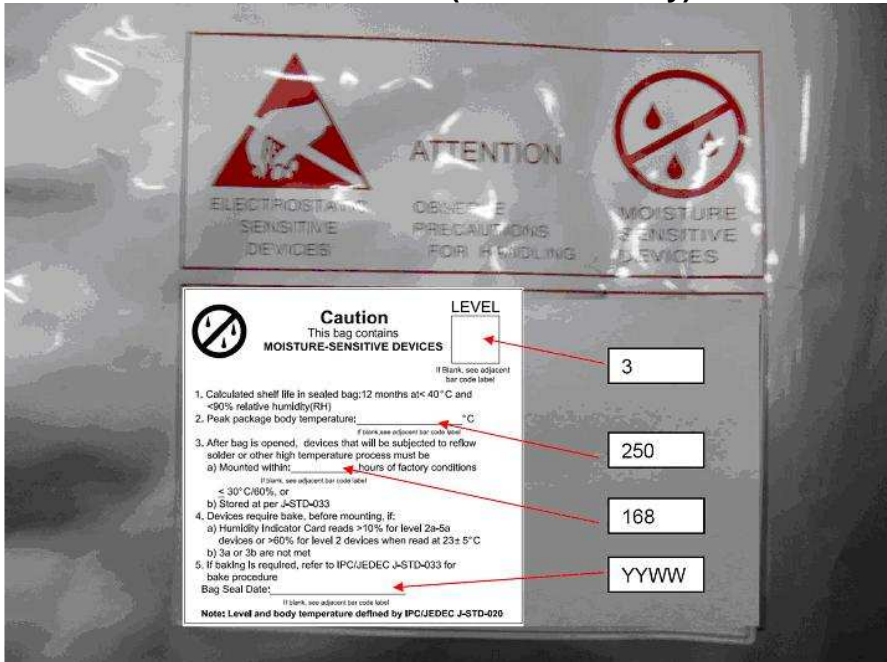 ATTENTION
ELECTROSTATIC
SENSITIVE
DEVICES
OBSERVE
PRECAUTIONS
FOR HANDLING
MOISTURE
SENSITIVE
DEVICES
Caution
This bag contains
MOISTURE-SENSITIVE DEVICES
LEVEL
If Blank, see adjacent
bar code label
1. Calculated shelf life in sealed bag:12 months at< 40°C and
<90% relative humidity(RH)
2. Peak package body temperature:____________°C
If blank,see adjacent bar code label
3. After bag is opened, devices that will be subjected to reflow
solder or other high temperature process must be
a) Mounted within:____________hours of factory conditions
If blank, see adjacent bar code label
≤ 30°C/60%, or
b) Stored at per J-STD-033
4. Devices require bake, before mounting, if:
a) Humidity Indicator Card reads >10% for level 2a-5a
devices or >60% for level 2 devices when read at 23± 5°C
b) 3a or 3b are not met
5. If baking is required, refer to IPC/JEDEC J-STD-033 for
bake procedure
Bag Seal Date:____________
If blank, see adjacent bar code label
Note: Level and body temperature defined by IPC/JEDEC J-STD-020
3
250
168
YYWW